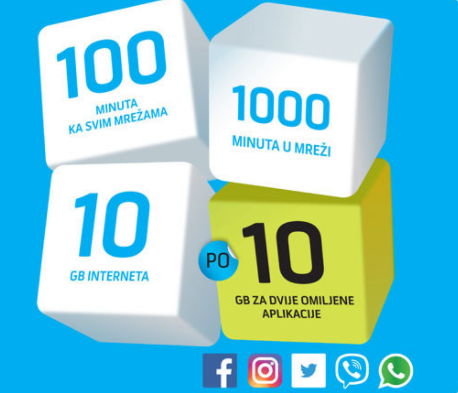 100
MINUTA
KA SVIM MREŽAMA
1000
MINUTA U MREŽI
10
GB INTERNETA
PO
10
GB ZA DVIJE OMILJENE
APLIKACIJE